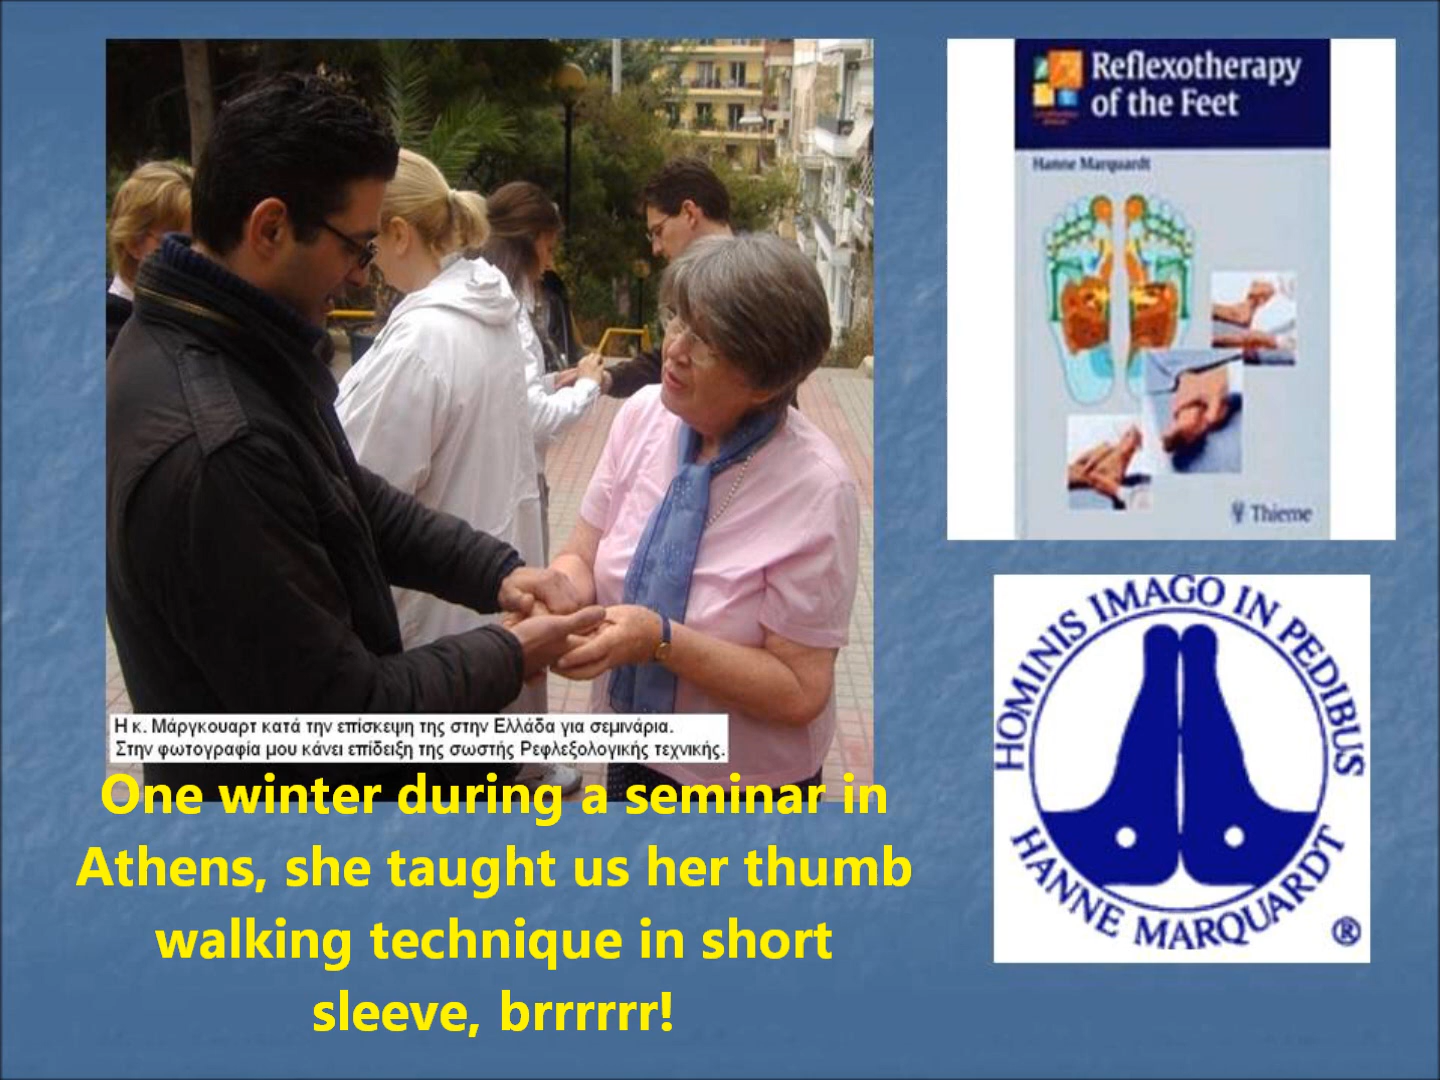 Reflexotherapy
of the Feet
Hanne Marquardt
Thieme
Η κ. Μάργκουαρτ κατά την επίσκεψη της στην Ελλάδα για σεμινάρια.
Στην φωτογραφία μου κάνει επίδειξη της σωστής Ρεφλεξολογικής τεχνικής.
One winter during a seminar in
Athens, she taught us her thumb
walking technique in short
sleeve, brrrrrr!
HOMINIS IMAGO IN PEDIBUS
HANNE MARQUARDT
®